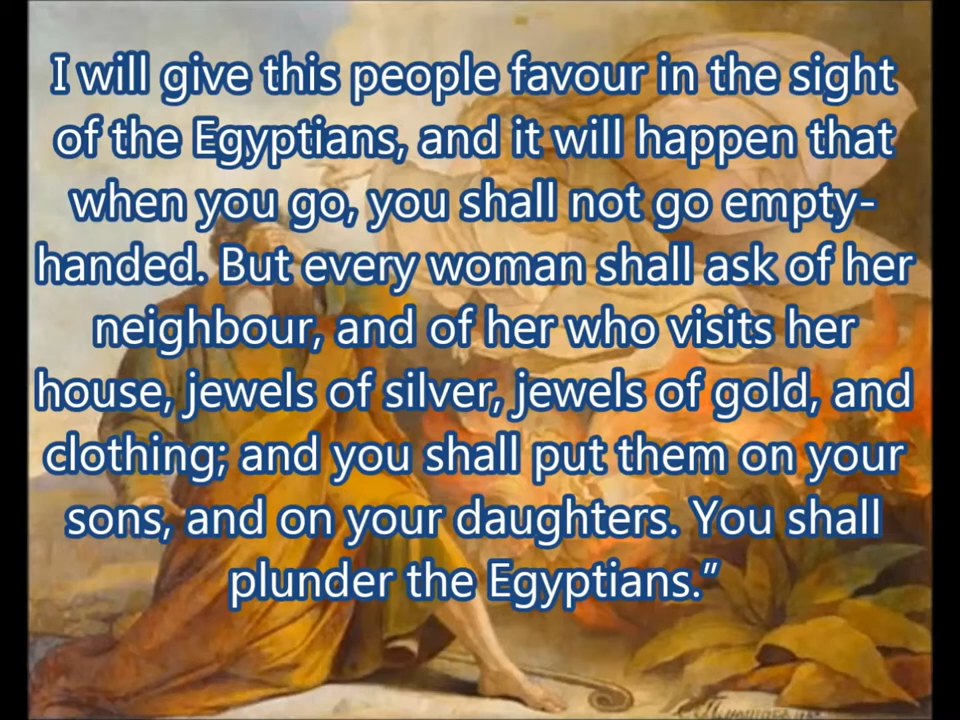 I will give this people favour in the sight
of the Egyptians, and it will happen that
when you go, you shall not go empty-
handed. But every woman shall ask of her
neighbour, and of her who visits her
house, jewels of silver, jewels of gold, and
clothing; and you shall put them on your
sons, and on your daughters. You shall
plunder the Egyptians.”